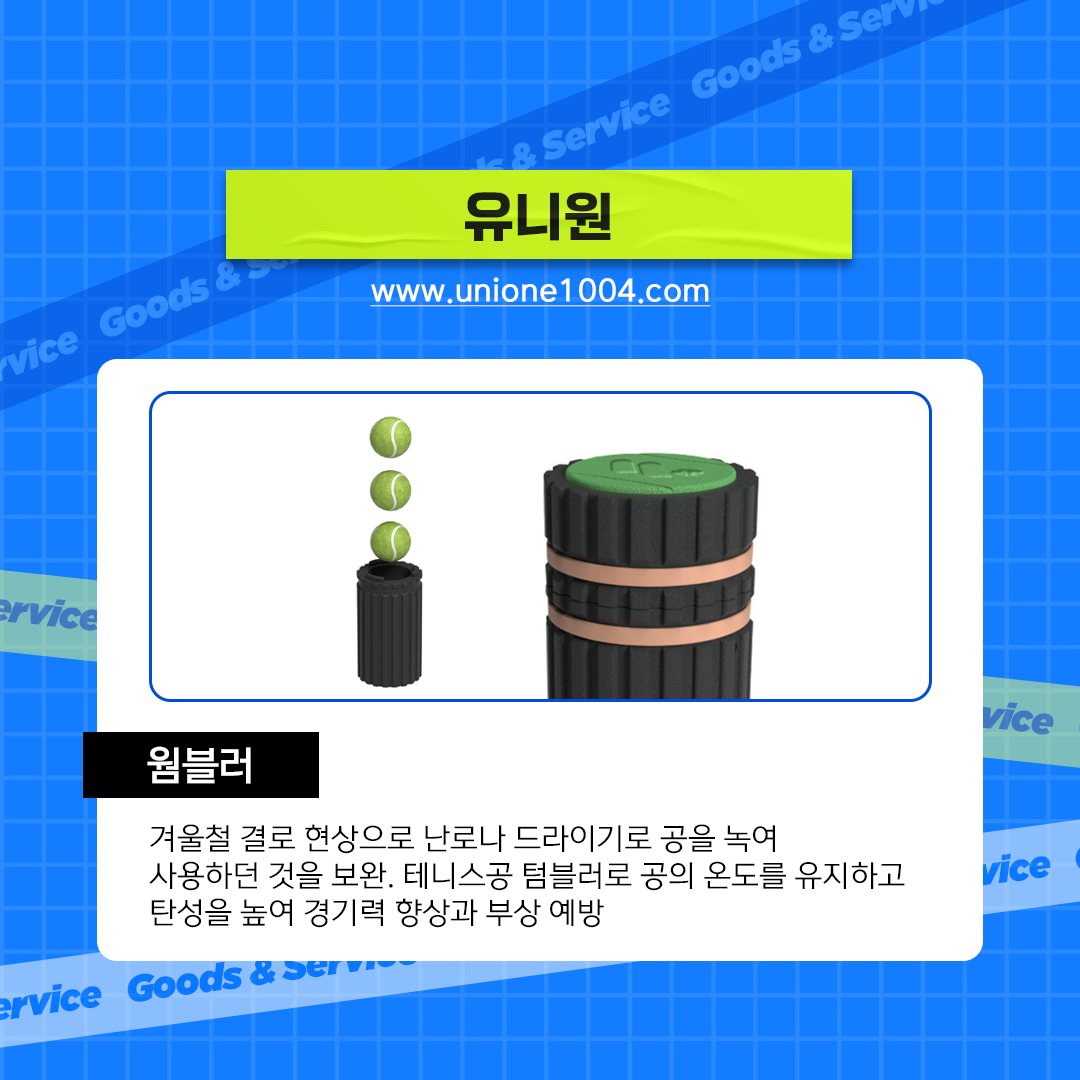 Goods & Service
ds & Service
Goods & Se
rvice
유니원
www.unione1004.com
ervice
vice
웜블러
겨울철 결로 현상으로 난로나 드라이기로 공을 녹여
사용하던 것을 보완. 테니스공 텀블러로 공의 온도를 유지하고
탄성을 높여 경기력 향상과 부상 예방
vice
ervice
Goods & Service